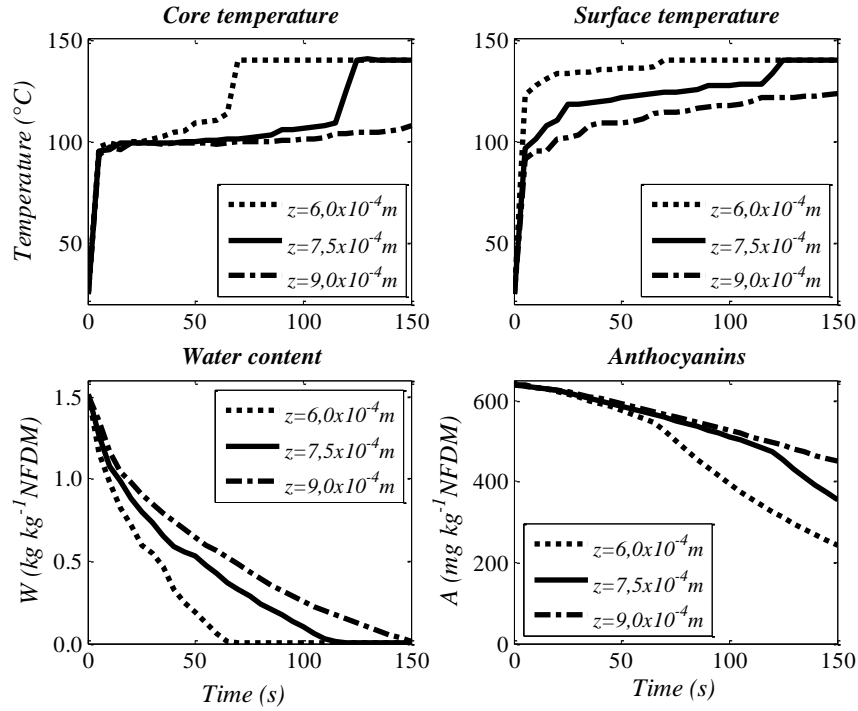 Core temperature
150
100
50
Temperature (°C)
z=6,0x10⁻⁴m
z=7,5x10⁻⁴m
z=9,0x10⁻⁴m
0 50 100 150
Surface temperature
150
100
50
z=6,0x10⁻⁴m
z=7,5x10⁻⁴m
z=9,0x10⁻⁴m
0 50 100 150
Water content
1.5
1.0
0.5
0.0
W (kg kg⁻¹NFDM)
z=6,0x10⁻⁴m
z=7,5x10⁻⁴m
z=9,0x10⁻⁴m
0 50 100 150
Time (s)
Anthocyanins
600
400
200
0
A (mg kg⁻¹NFDM)
z=6,0x10⁻⁴m
z=7,5x10⁻⁴m
z=9,0x10⁻⁴m
0 50 100 150
Time (s)